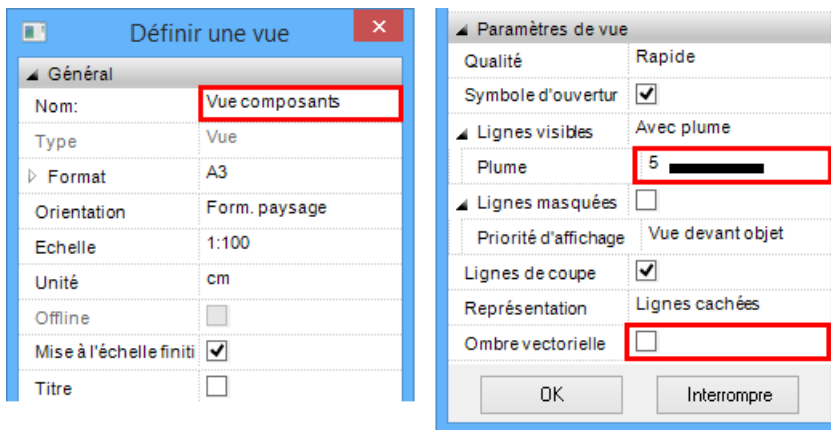 Définir une vue
Général
Nom: Vue composants
Type Vue
Format A3
Orientation Form. paysage
Echelle 1:100
Unité cm
Offline
Mise à l'échelle finiti
Titre
Paramètres de vue
Qualité Rapide
Symbole d'ouvertur
Lignes visibles Avec plume
Plume 5
Lignes masquées
Priorité d'affichage Vue devant objet
Lignes de coupe
Représentation Lignes cachées
Ombre vectorielle
OK Interrompre